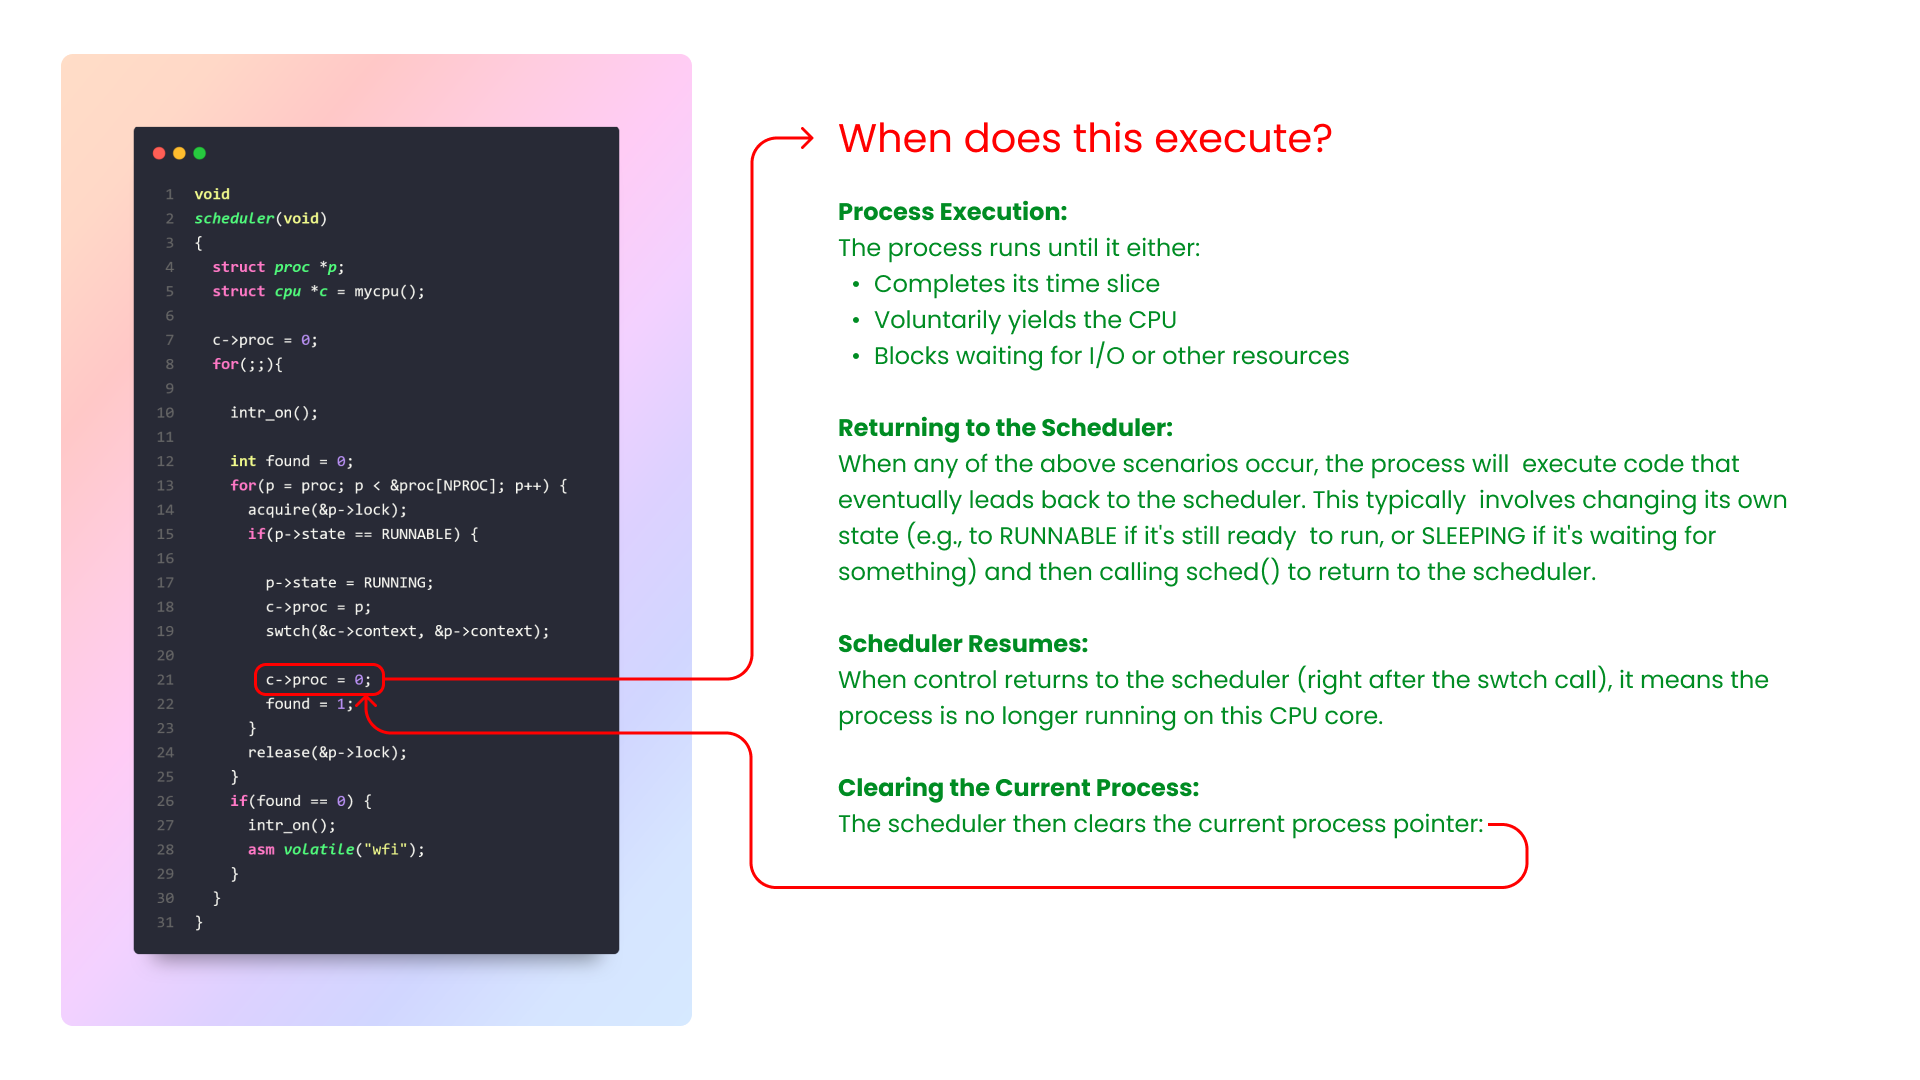 1 void
2 scheduler(void)
3 {
4   struct proc *p;
5   struct cpu *c = mycpu();
6
7   c->proc = 0;
8   for(;;){
9
10     intr_on();
11
12     int found = 0;
13     for(p = proc; p < &proc[NPROC]; p++) {
14       acquire(&p->lock);
15       if(p->state == RUNNABLE) {
16
17         p->state = RUNNING;
18         c->proc = p;
19         swtch(&c->context, &p->context);
20
21         c->proc = 0;
22         found = 1;
23       }
24       release(&p->lock);
25     }
26     if(found == 0) {
27       intr_on();
28       asm volatile("wfi");
29     }
30   }
31 }
When does this execute?
Process Execution:
The process runs until it either:
• Completes its time slice
• Voluntarily yields the CPU
• Blocks waiting for I/O or other resources
Returning to the Scheduler:
When any of the above scenarios occur, the process will  execute code that
eventually leads back to the scheduler. This typically  involves changing its own
state (e.g., to RUNNABLE if it's still ready  to run, or SLEEPING if it's waiting for
something) and then calling sched() to return to the scheduler.
Scheduler Resumes:
When control returns to the scheduler (right after the swtch call), it means the
process is no longer running on this CPU core.
Clearing the Current Process:
The scheduler then clears the current process pointer: